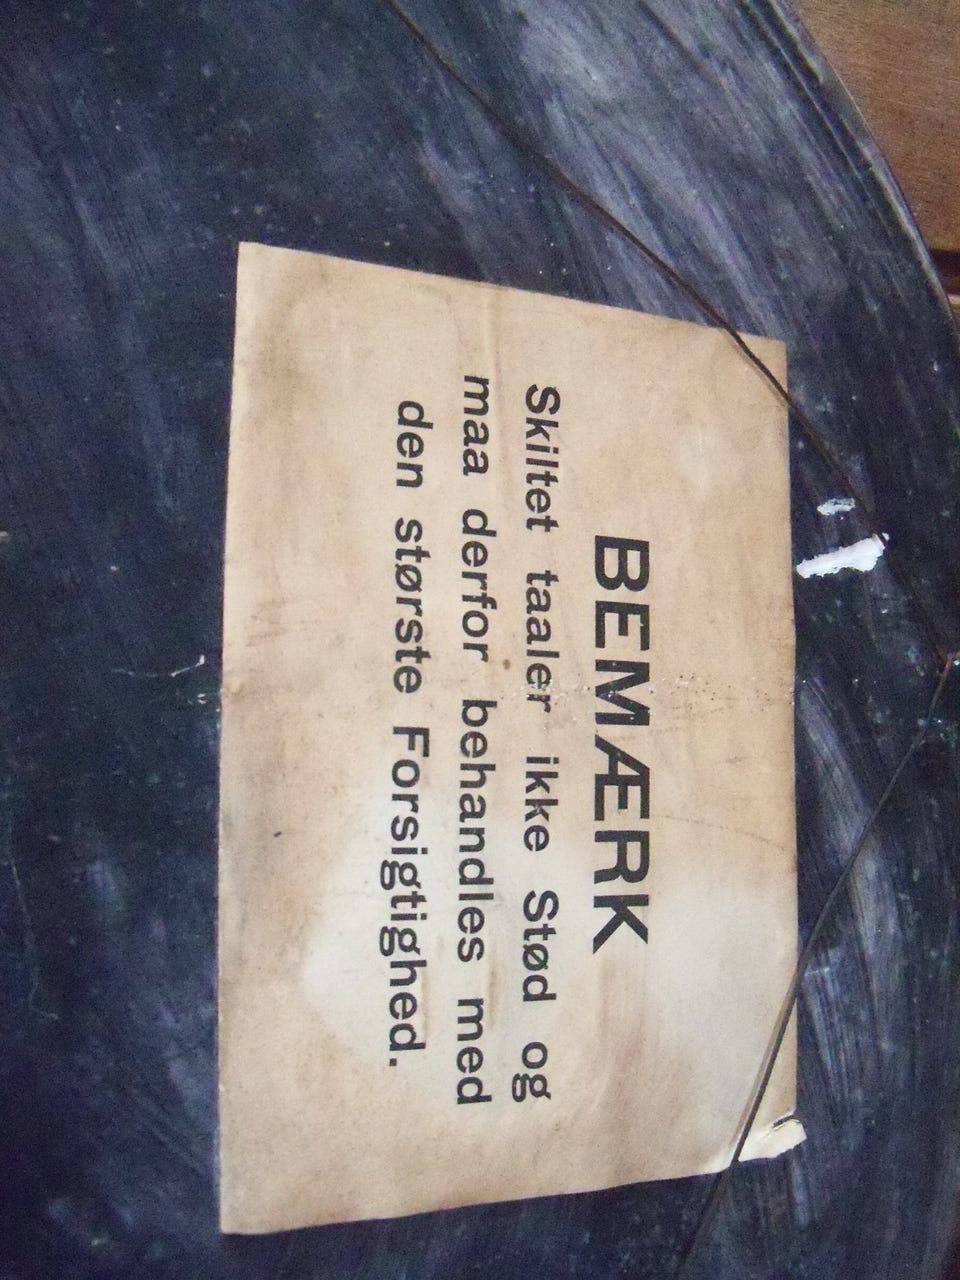 BEMÆRK
Skiltet taaler ikke Stød og
maa derfor behandles med
den største Forsigtighed.